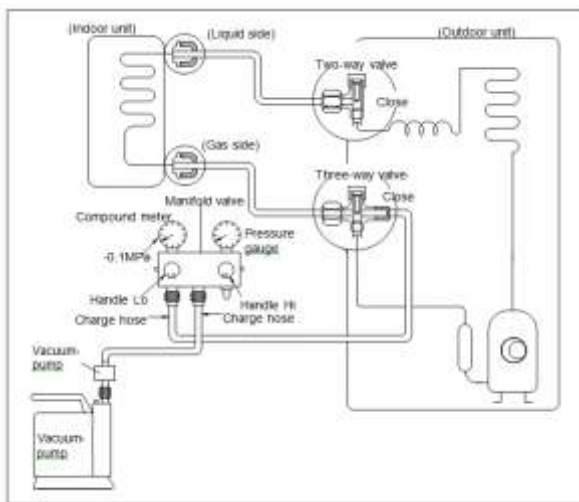 (Indoor unit)
(Liquid side)
(Outdoor unit)
Two-way valve
Close
(Gas side)
Three-way valve
Close
Manifold valve
Compound meter
Pressure
gauge
-0.1MPa
Handle Lo
Handle Hi
Charge hose
Charge hose
Vacuum-
pump
Vacuum-
pump